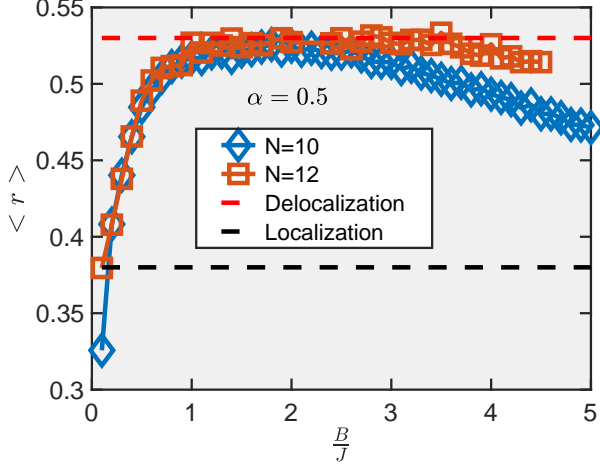 0.55
0.5
0.45
0.4
0.35
0.3
< r >
α = 0.5
N=10
N=12
Delocalization
Localization
0 1 2 3 4 5
B
J